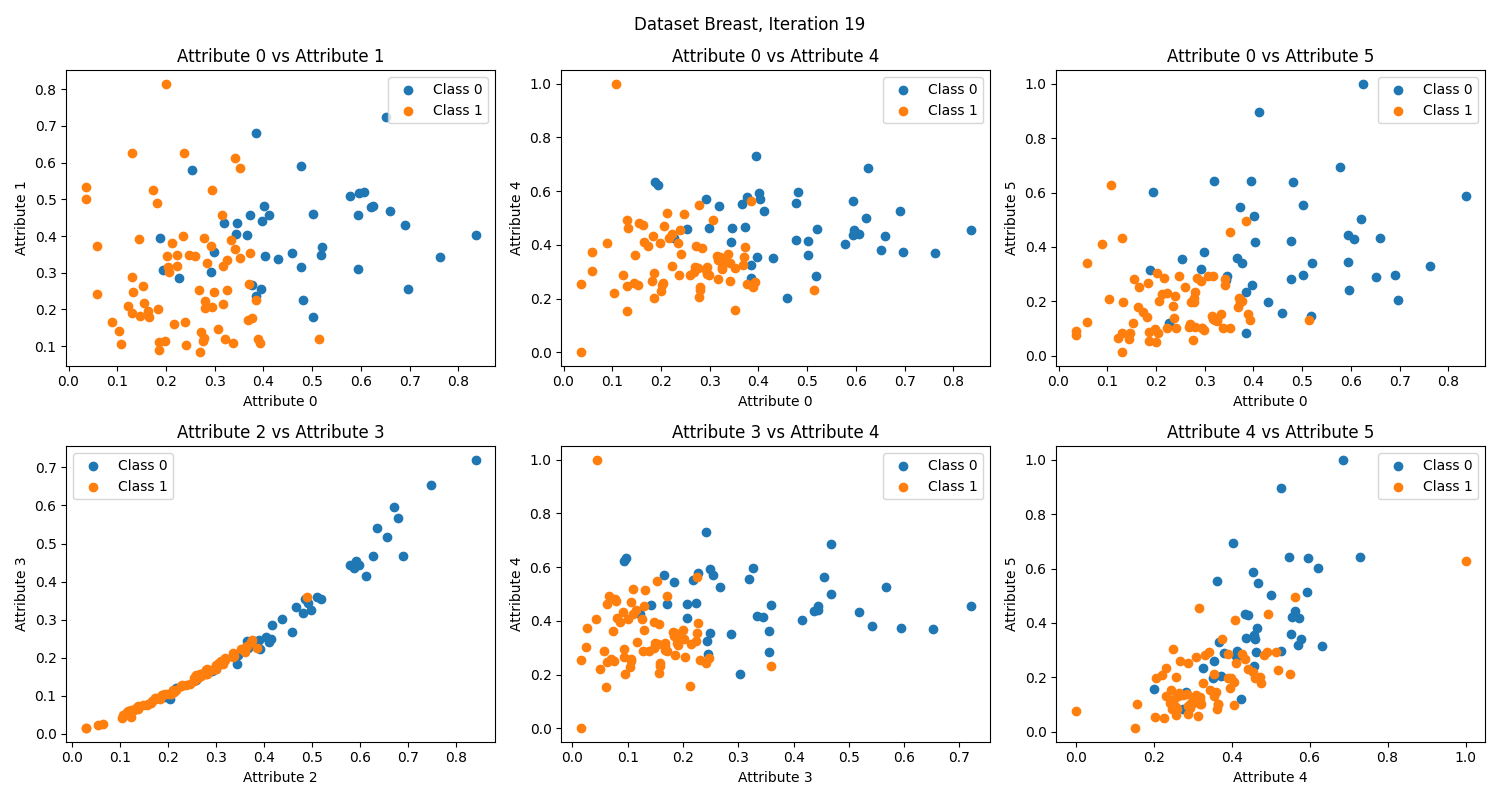 Dataset Breast, Iteration 19
Attribute 0 vs Attribute 1
Class 0
Class 1
Attribute 1
0.8
0.7
0.6
0.5
0.4
0.3
0.2
0.1
0.0 0.1 0.2 0.3 0.4 0.5 0.6 0.7 0.8
Attribute 0
Attribute 0 vs Attribute 4
Class 0
Class 1
Attribute 4
1.0
0.8
0.6
0.4
0.2
0.0
0.0 0.1 0.2 0.3 0.4 0.5 0.6 0.7 0.8
Attribute 0
Attribute 0 vs Attribute 5
Class 0
Class 1
Attribute 5
1.0
0.8
0.6
0.4
0.2
0.0
0.0 0.1 0.2 0.3 0.4 0.5 0.6 0.7 0.8
Attribute 0
Attribute 2 vs Attribute 3
Class 0
Class 1
Attribute 3
0.7
0.6
0.5
0.4
0.3
0.2
0.1
0.0
0.0 0.1 0.2 0.3 0.4 0.5 0.6 0.7 0.8
Attribute 2
Attribute 3 vs Attribute 4
Class 0
Class 1
Attribute 4
1.0
0.8
0.6
0.4
0.2
0.0
0.0 0.1 0.2 0.3 0.4 0.5 0.6 0.7
Attribute 3
Attribute 4 vs Attribute 5
Class 0
Class 1
Attribute 5
1.0
0.8
0.6
0.4
0.2
0.0
0.0 0.2 0.4 0.6 0.8 1.0
Attribute 4